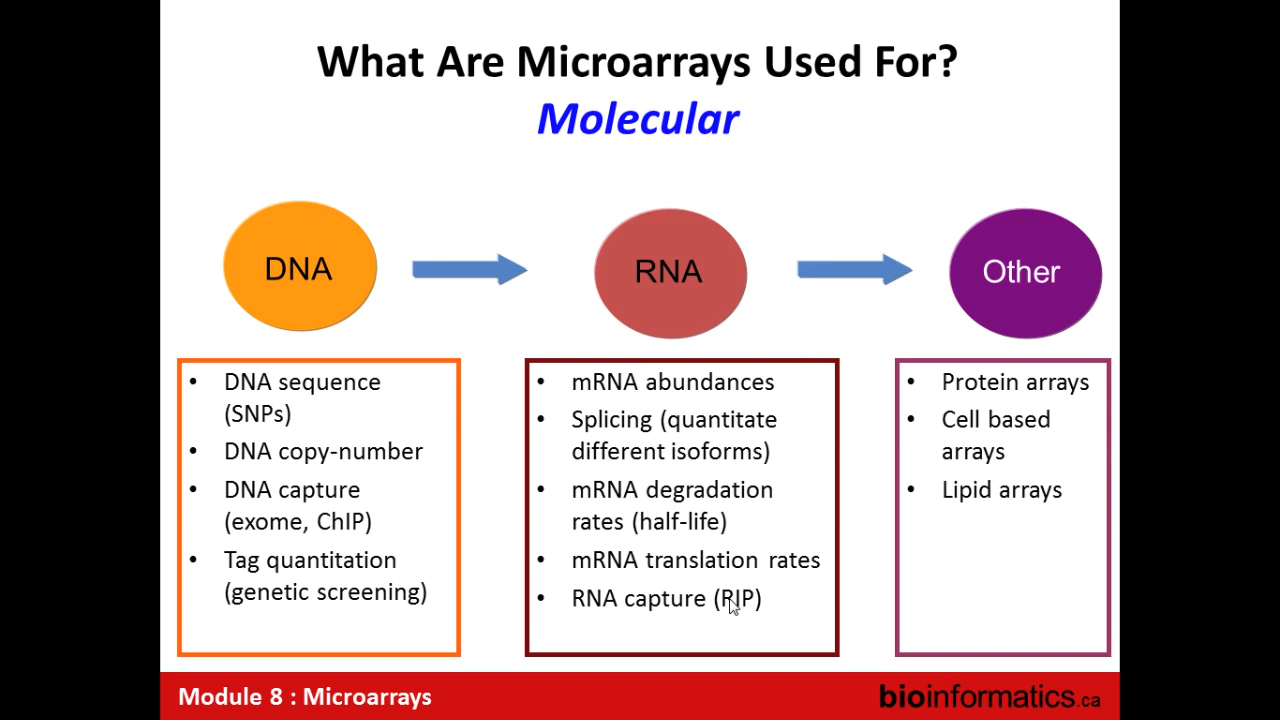 What Are Microarrays Used For?
Molecular
DNA
RNA
Other
• DNA sequence
(SNPs)
• DNA copy-number
• DNA capture
(exome, ChIP)
• Tag quantitation
(genetic screening)
• mRNA abundances
• Splicing (quantitate
different isoforms)
• mRNA degradation
rates (half-life)
• mRNA translation rates
• RNA capture (RIP)
• Protein arrays
• Cell based
arrays
• Lipid arrays
Module 8 : Microarrays
bioinformatics.ca